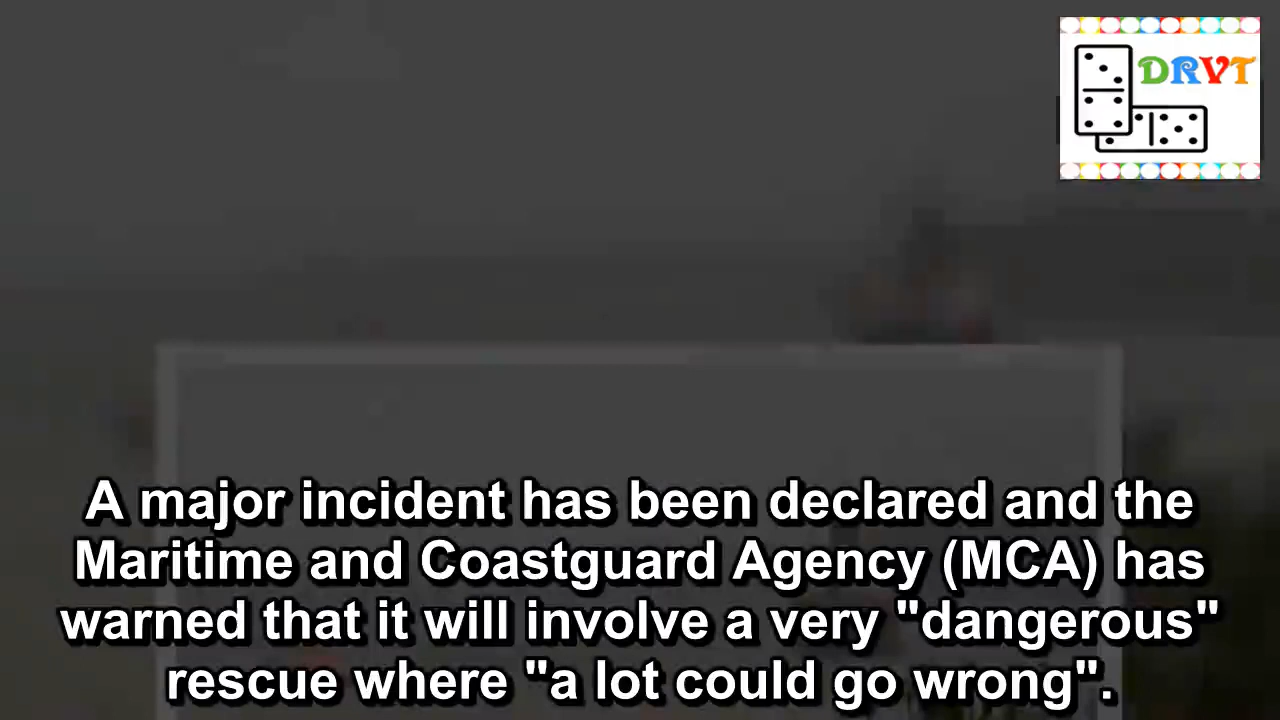 DRVT
A major incident has been declared and the
Maritime and Coastguard Agency (MCA) has
warned that it will involve a very "dangerous"
rescue where "a lot could go wrong".